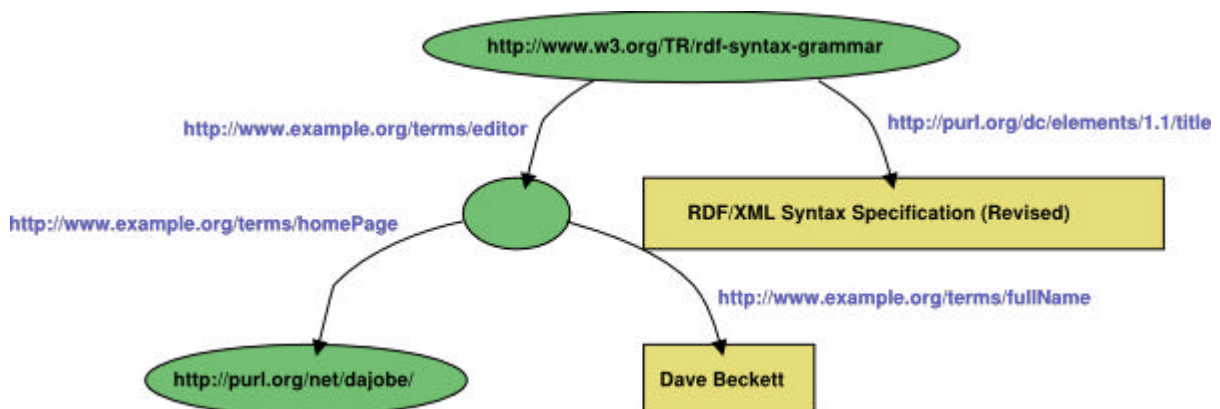 http://www.w3.org/TR/rdf-syntax-grammar
http://www.example.org/terms/editor
http://purl.org/dc/elements/1.1/title
http://www.example.org/terms/homePage
RDF/XML Syntax Specification (Revised)
http://www.example.org/terms/fullName
http://purl.org/net/dajobe/
Dave Beckett